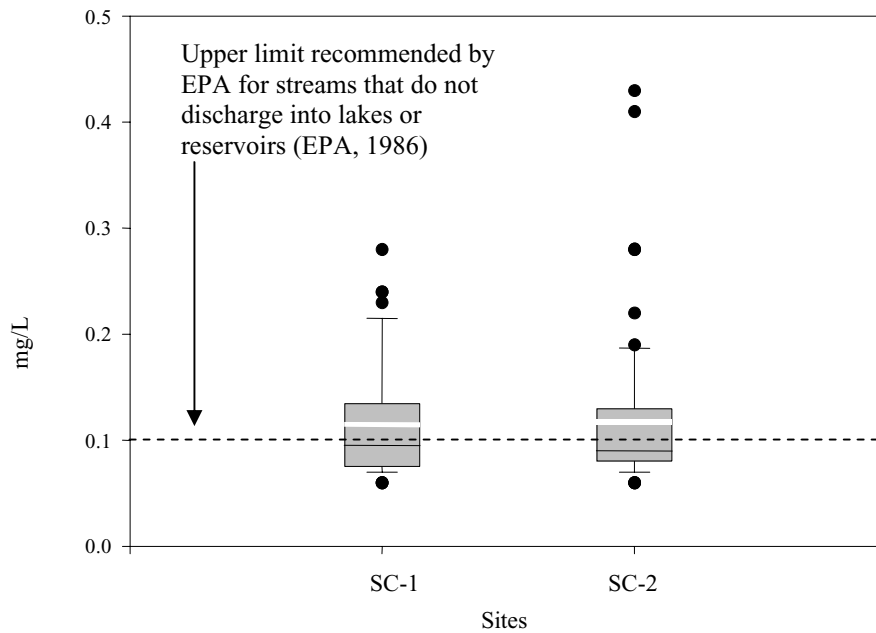 0.5
Upper limit recommended by
EPA for streams that do not
discharge into lakes or
reservoirs (EPA, 1986)
0.4
0.3
mg/L
0.2
0.1
0.0
SC-1 SC-2
Sites